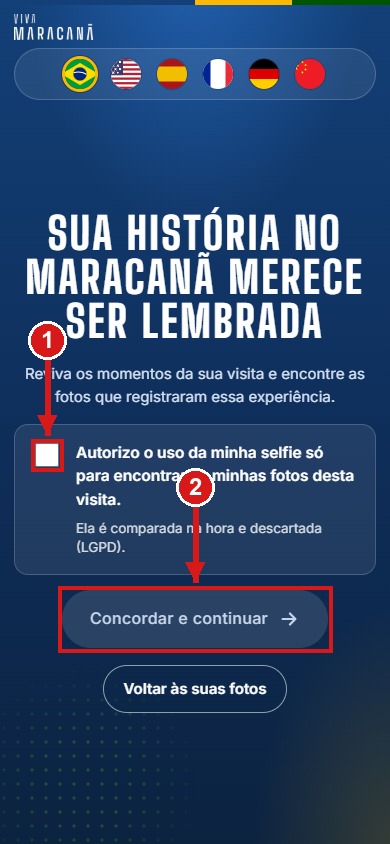 VIVA
MARACANÃ
SUA HISTÓRIA NO
MARACANÃ MERECE
SER LEMBRADA
1
Reviva os momentos da sua visita e encontre as
fotos que registraram essa experiência.
Autorizo o uso da minha selfie só
para encontrar minhas fotos desta
visita.
2
Ela é comparada na hora e descartada
(LGPD).
Concordar e continuar →
Voltar às suas fotos